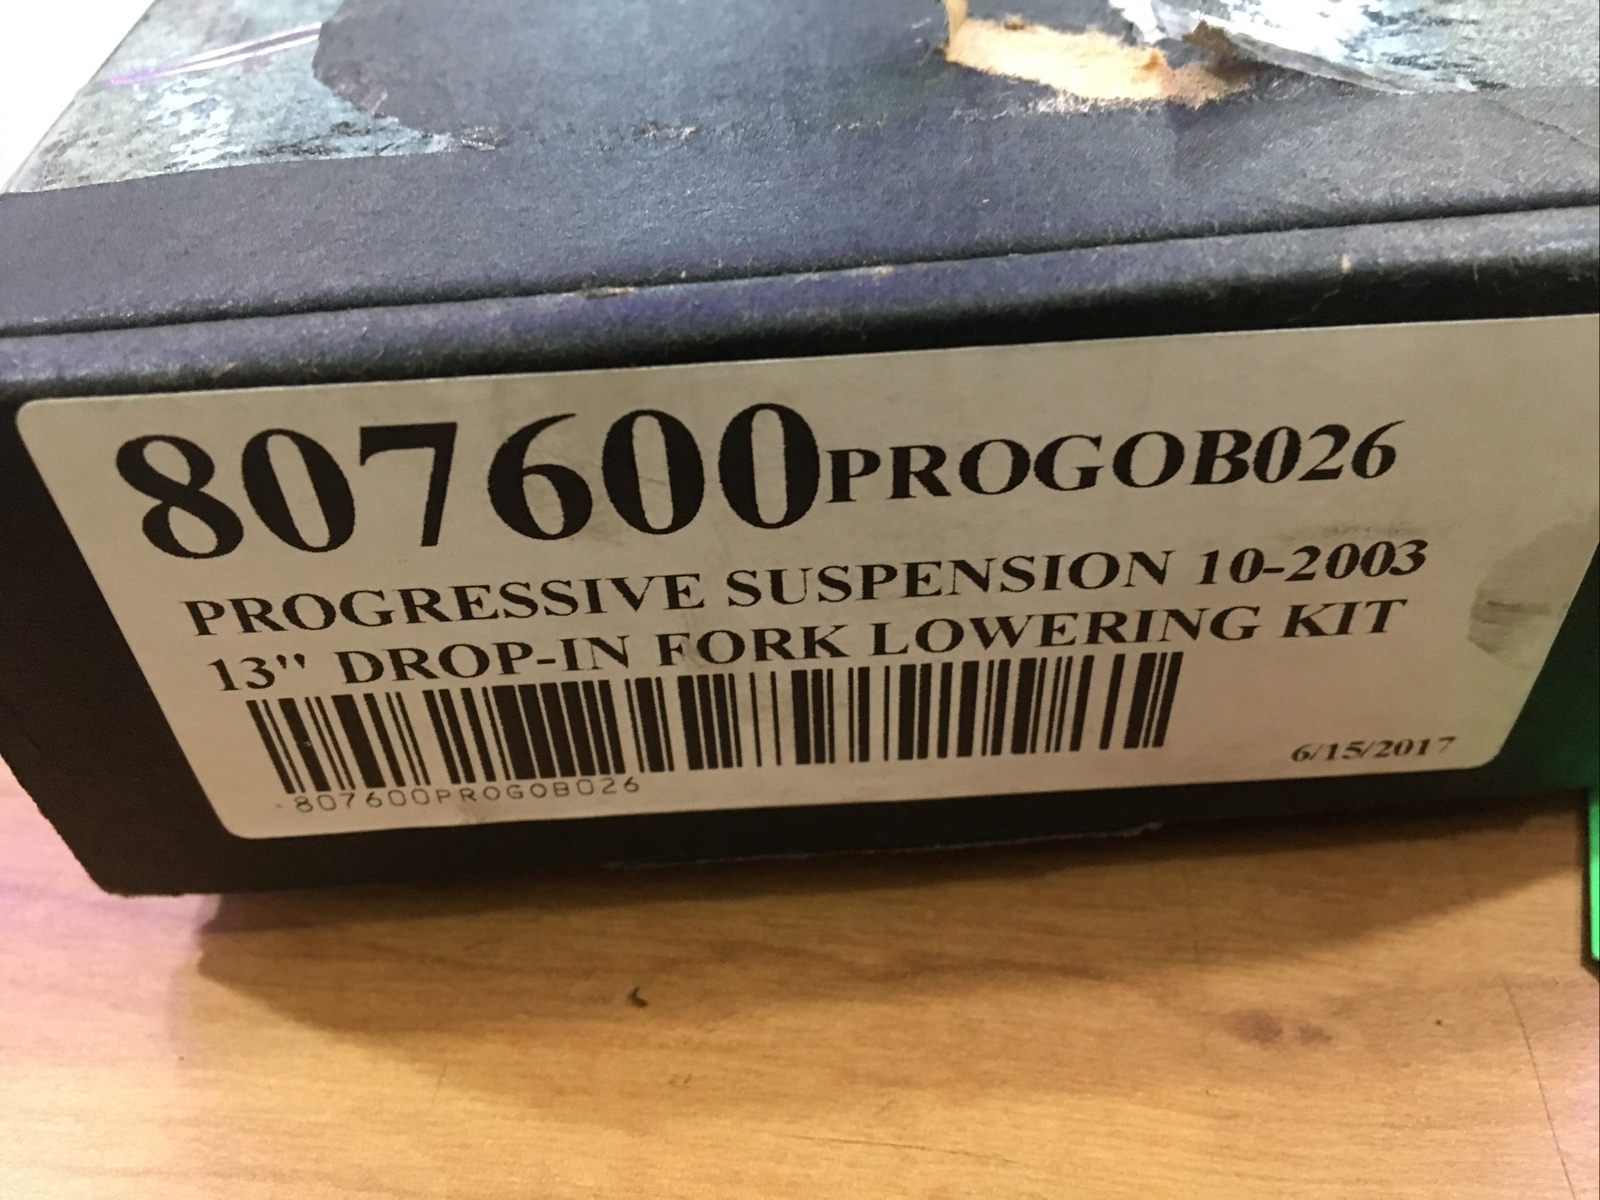 807600PROGOB026
PROGRESSIVE SUSPENSION 10-2003
13" DROP-IN FORK LOWERING KIT
807600PROGOB026
6/15/2017